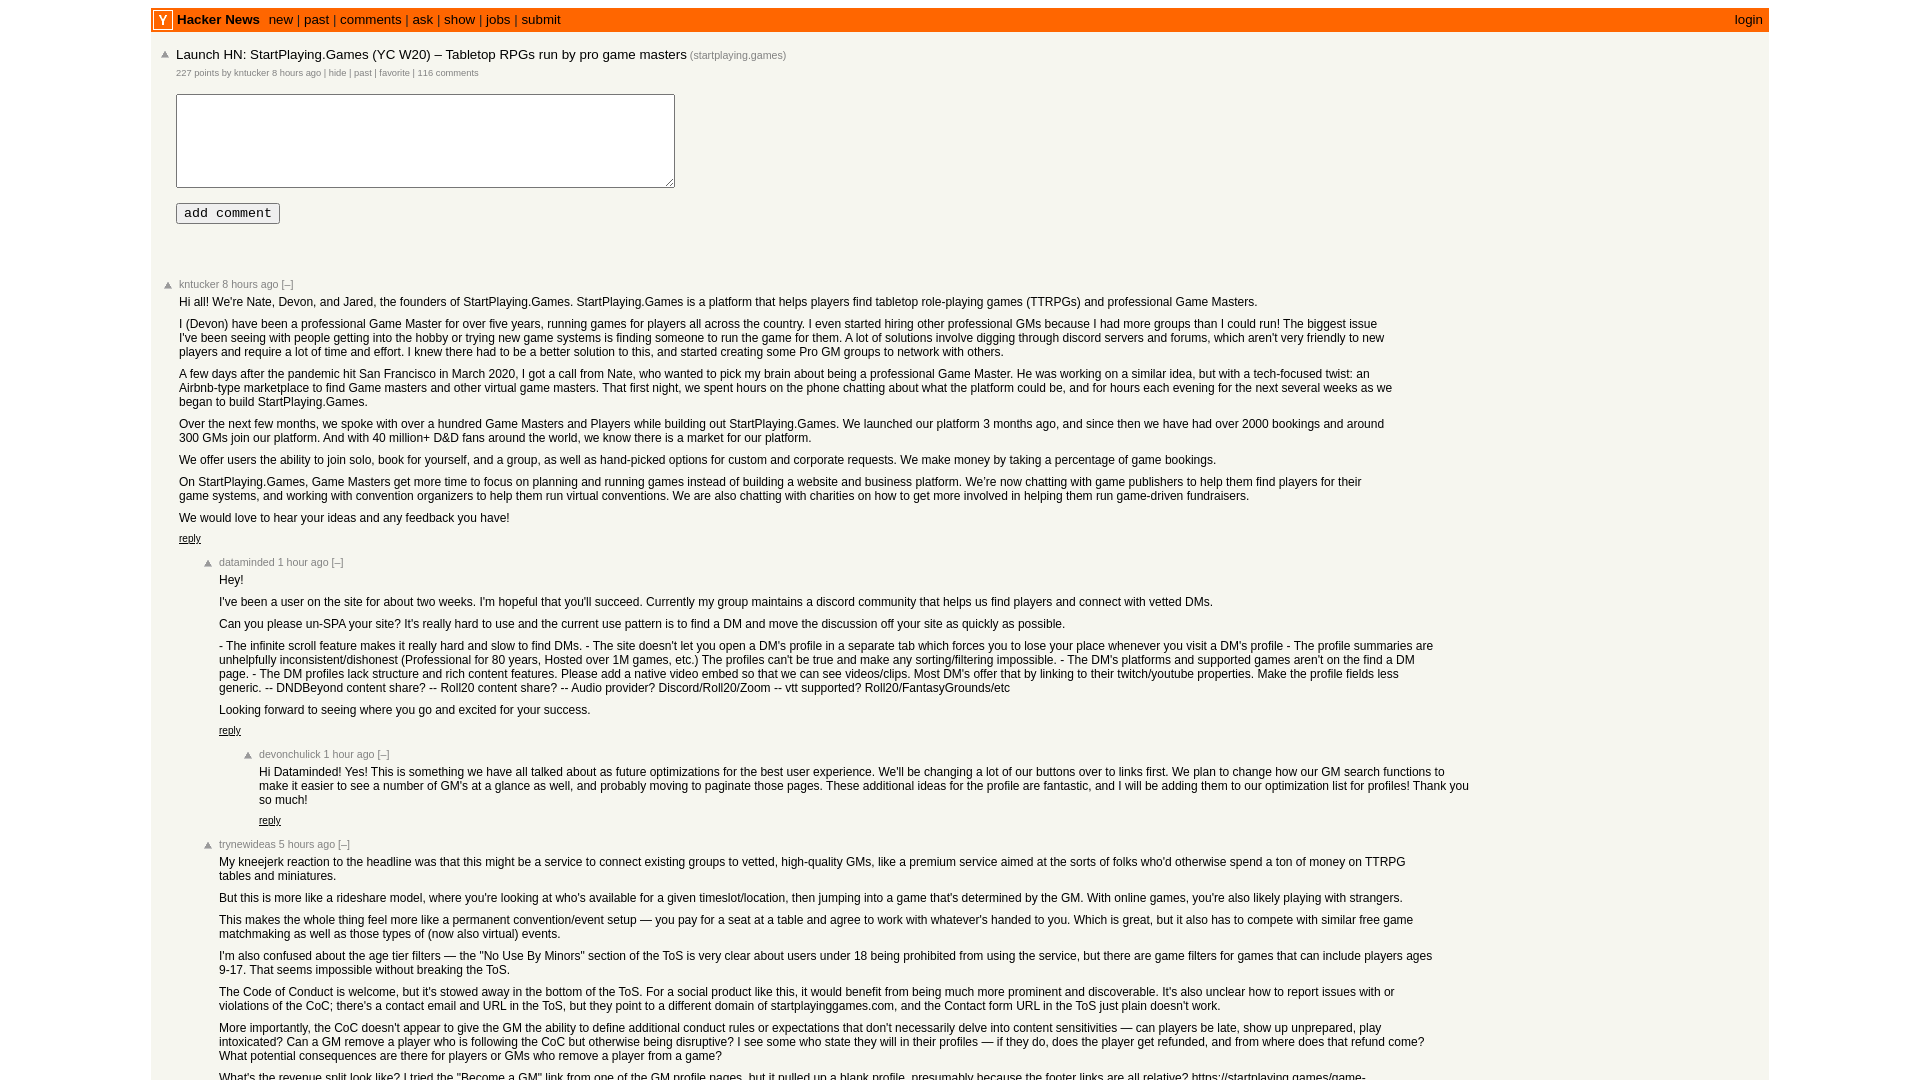 Y Hacker News new | past | comments | ask | show | jobs | submit login
Launch HN: StartPlaying.Games (YC W20) – Tabletop RPGs run by pro game masters (startplaying.games)
227 points by kntucker 8 hours ago | hide | past | favorite | 116 comments
add comment
kntucker 8 hours ago [–]
Hi all! We're Nate, Devon, and Jared, the founders of StartPlaying.Games. StartPlaying.Games is a platform that helps players find tabletop role-playing games (TTRPGs) and professional Game Masters.
I (Devon) have been a professional Game Master for over five years, running games for players all across the country. I even started hiring other professional GMs because I had more groups than I could run! The biggest issue
I've been seeing with people getting into the hobby or trying new game systems is finding someone to run the game for them. A lot of solutions involve digging through discord servers and forums, which aren't very friendly to new
players and require a lot of time and effort. I knew there had to be a better solution to this, and started creating some Pro GM groups to network with others.
A few days after the pandemic hit San Francisco in March 2020, I got a call from Nate, who wanted to pick my brain about being a professional Game Master. He was working on a similar idea, but with a tech-focused twist: an
Airbnb-type marketplace to find Game masters and other virtual game masters. That first night, we spent hours on the phone chatting about what the platform could be, and for hours each evening for the next several weeks as we
began to build StartPlaying.Games.
Over the next few months, we spoke with over a hundred Game Masters and Players while building out StartPlaying.Games. We launched our platform 3 months ago, and since then we have had over 2000 bookings and around
300 GMs join our platform. And with 40 million+ D&D fans around the world, we know there is a market for our platform.
We offer users the ability to join solo, book for yourself, and a group, as well as hand-picked options for custom and corporate requests. We make money by taking a percentage of game bookings.
On StartPlaying.Games, Game Masters get more time to focus on planning and running games instead of building a website and business platform. We’re now chatting with game publishers to help them find players for their
game systems, and working with convention organizers to help them run virtual conventions. We are also chatting with charities on how to get more involved in helping them run game-driven fundraisers.
We would love to hear your ideas and any feedback you have!
reply
dataminded 1 hour ago [–]
Hey!
I've been a user on the site for about two weeks. I'm hopeful that you'll succeed. Currently my group maintains a discord community that helps us find players and connect with vetted DMs.
Can you please un-SPA your site? It's really hard to use and the current use pattern is to find a DM and move the discussion off your site as quickly as possible.
- The infinite scroll feature makes it really hard and slow to find DMs. - The site doesn't let you open a DM's profile in a separate tab which forces you to lose your place whenever you visit a DM's profile - The profile summaries are
unhelpfully inconsistent/dishonest (Professional for 80 years, Hosted over 1M games, etc.) The profiles can't be true and make any sorting/filtering impossible. - The DM's platforms and supported games aren't on the find a DM
page. - The DM profiles lack structure and rich content features. Please add a native video embed so that we can see videos/clips. Most DM's offer that by linking to their twitch/youtube properties. Make the profile fields less
generic. -- DNDBeyond content share? -- Roll20 content share? -- Audio provider? Discord/Roll20/Zoom -- vtt supported? Roll20/FantasyGrounds/etc
Looking forward to seeing where you go and excited for your success.
reply
devonchulick 1 hour ago [–]
Hi Dataminded! Yes! This is something we have all talked about as future optimizations for the best user experience. We'll be changing a lot of our buttons over to links first. We plan to change how our GM search functions to
make it easier to see a number of GM's at a glance as well, and probably moving to paginate those pages. These additional ideas for the profile are fantastic, and I will be adding them to our optimization list for profiles! Thank you
so much!
reply
trynewideas 5 hours ago [–]
My kneejerk reaction to the headline was that this might be a service to connect existing groups to vetted, high-quality GMs, like a premium service aimed at the sorts of folks who'd otherwise spend a ton of money on TTRPG
tables and miniatures.
But this is more like a rideshare model, where you're looking at who's available for a given timeslot/location, then jumping into a game that's determined by the GM. With online games, you're also likely playing with strangers.
This makes the whole thing feel more like a permanent convention/event setup — you pay for a seat at a table and agree to work with whatever's handed to you. Which is great, but it also has to compete with similar free game
matchmaking as well as those types of (now also virtual) events.
I'm also confused about the age tier filters — the "No Use By Minors" section of the ToS is very clear about users under 18 being prohibited from using the service, but there are game filters for games that can include players ages
9-17. That seems impossible without breaking the ToS.
The Code of Conduct is welcome, but it's stowed away in the bottom of the ToS. For a social product like this, it would benefit from being much more prominent and discoverable. It's also unclear how to report issues with or
violations of the CoC; there's a contact email and URL in the ToS, but they point to a different domain of startplayinggames.com, and the Contact form URL in the ToS just plain doesn't work.
More importantly, the CoC doesn't appear to give the GM the ability to define additional conduct rules or expectations that don't necessarily delve into content sensitivities — can players be late, show up unprepared, play
intoxicated? Can a GM remove a player who is following the CoC but otherwise being disruptive? I see some who state they will in their profiles — if they do, does the player get refunded, and from where does that refund come?
What potential consequences are there for players or GMs who remove a player from a game?
What's the revenue split look like? I tried the "Become a GM" link from one of the GM profile pages, but it pulled up a blank profile, presumably because the footer links are all relative? https://startplaying.games/game-